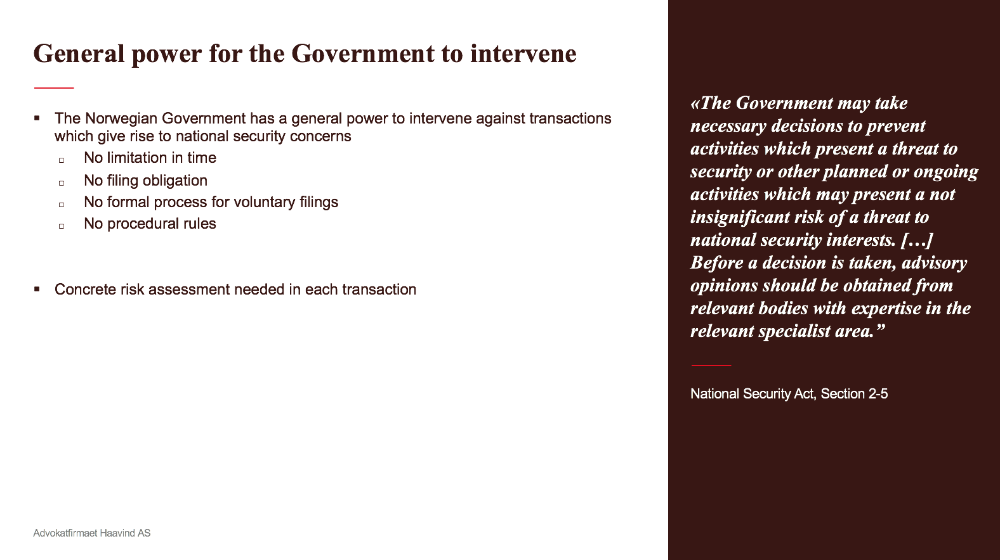 General power for the Government to intervene
▪ The Norwegian Government has a general power to intervene against transactions
which give rise to national security concerns
▫ No limitation in time
▫ No filing obligation
▫ No formal process for voluntary filings
▫ No procedural rules
▪ Concrete risk assessment needed in each transaction
Advokatfirmaet Haavind AS
«The Government may take
necessary decisions to prevent
activities which present a threat to
security or other planned or ongoing
activities which may present a not
insignificant risk of a threat to
national security interests. […]
Before a decision is taken, advisory
opinions should be obtained from
relevant bodies with expertise in the
relevant specialist area.”
National Security Act, Section 2-5